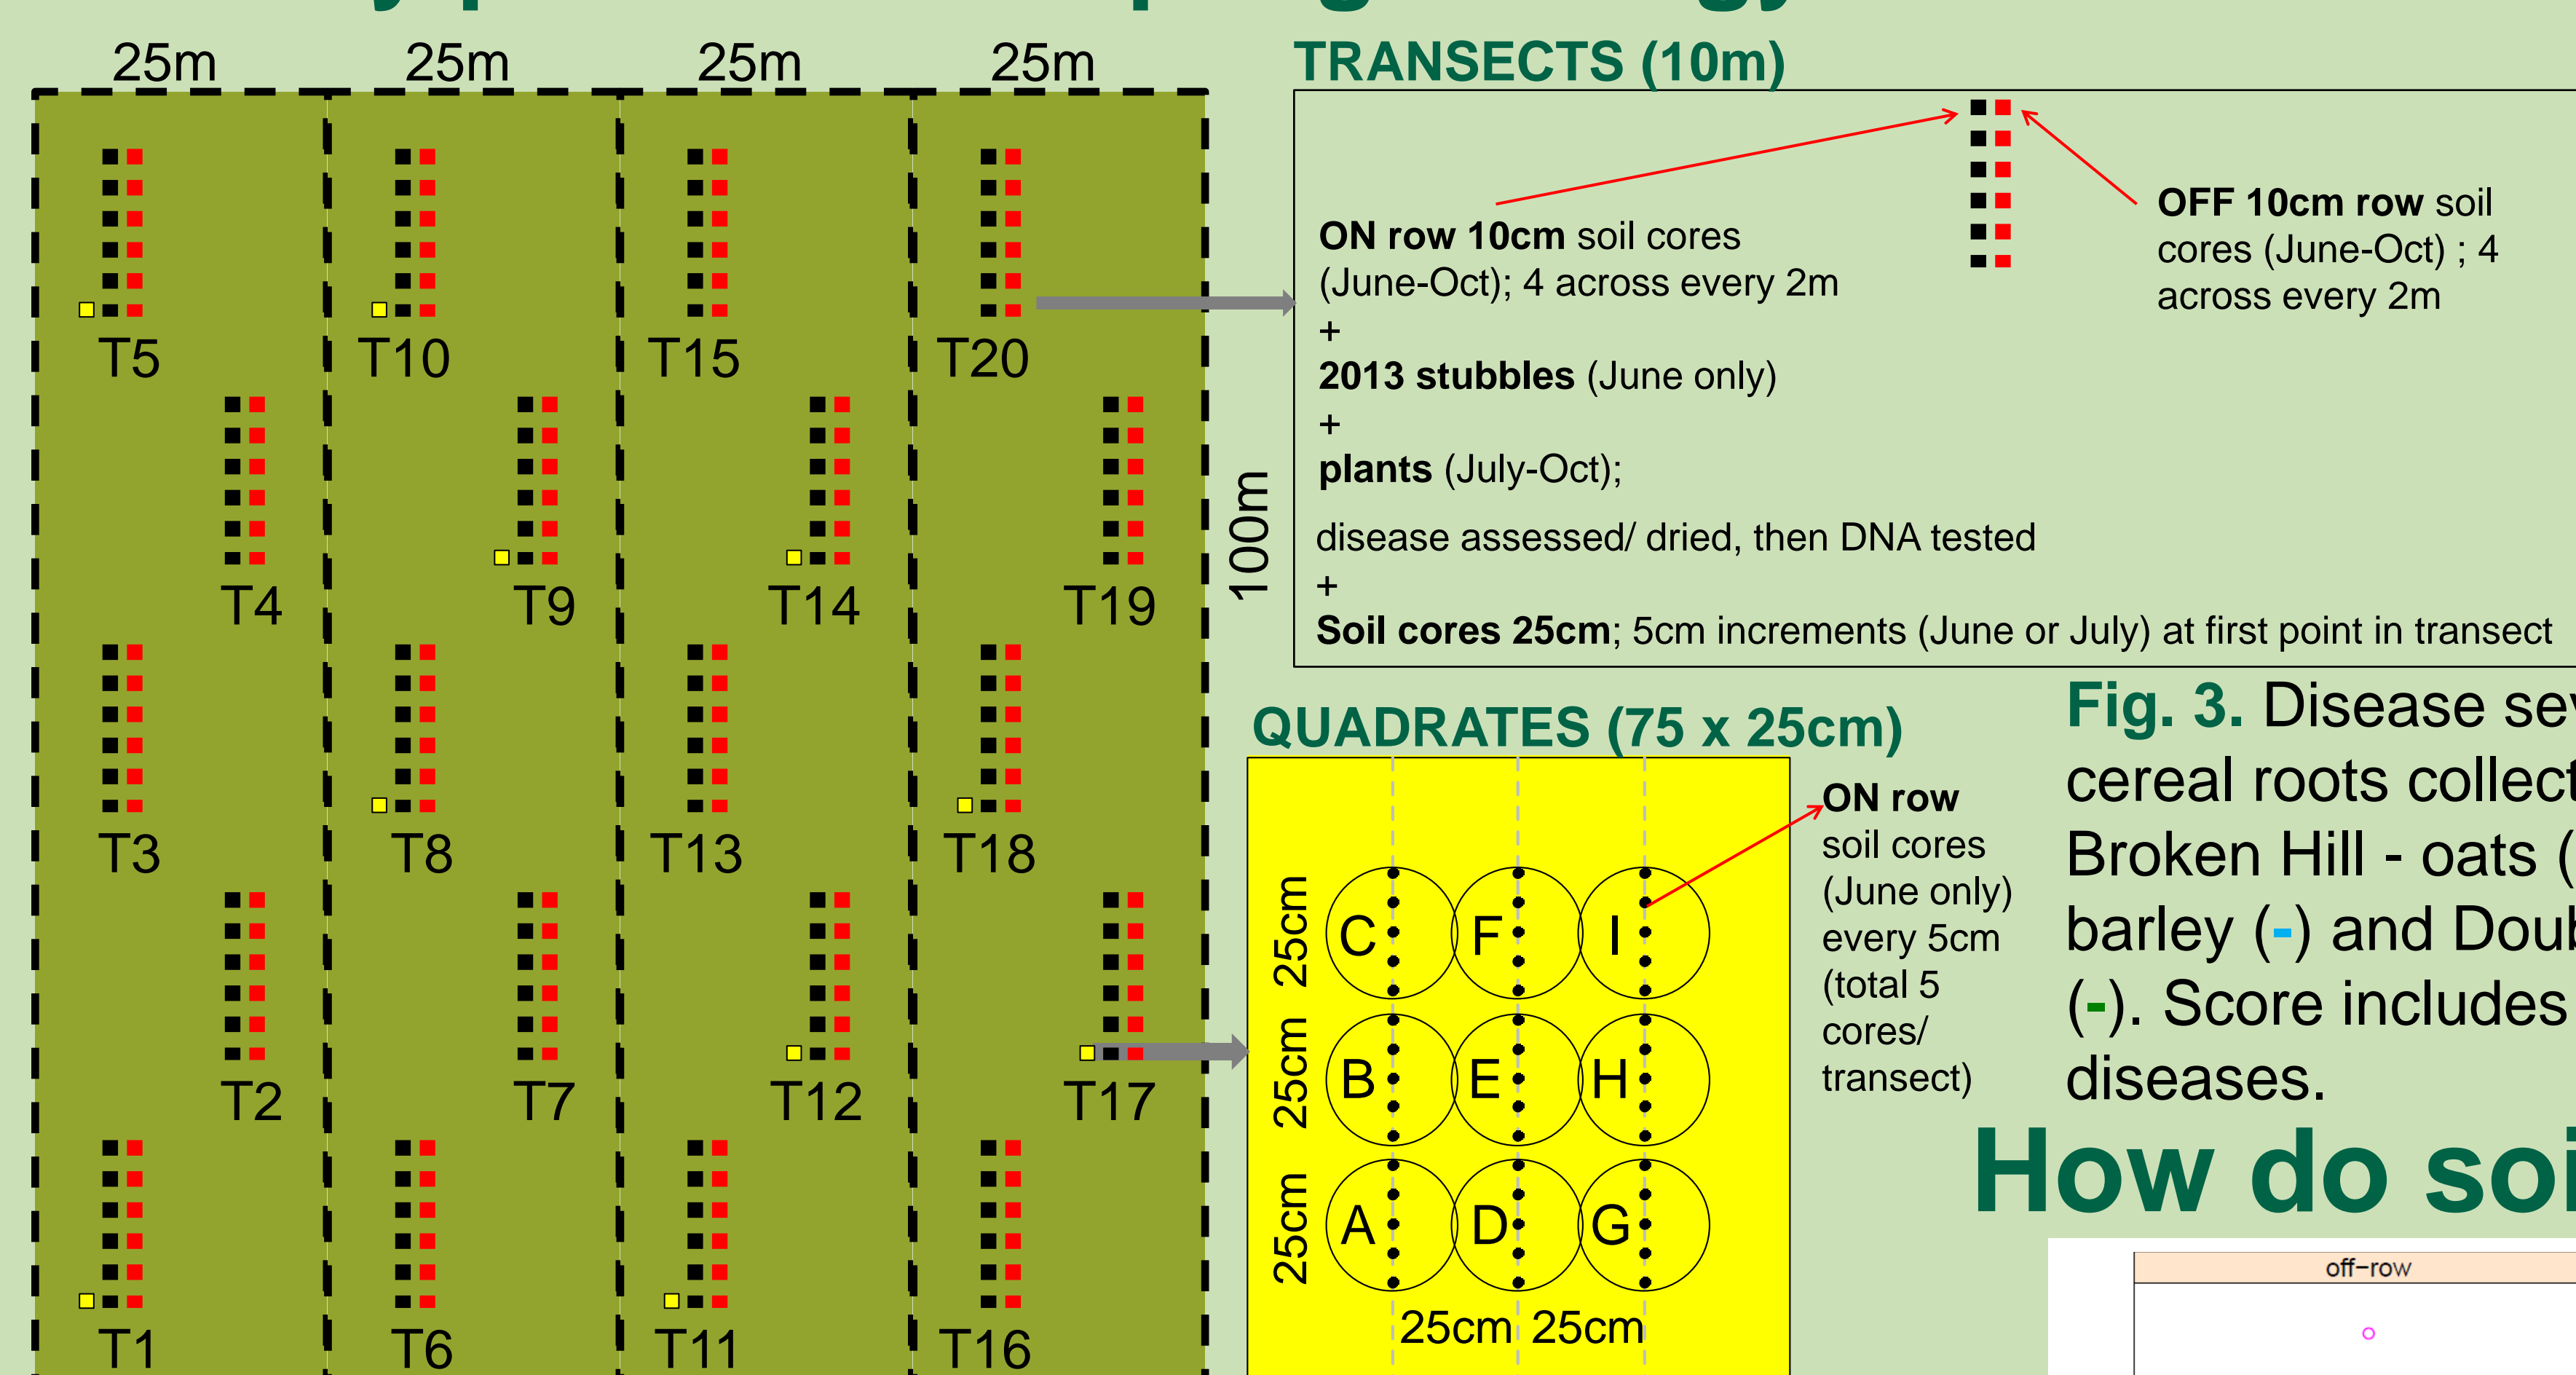 25m 25m 25m 25m
T5 T10 T15 T20
T4 T9 T14 T19
T3 T8 T13 T18
T2 T7 T12 T17
T1 T6 T11 T16
100m
TRANSECTS (10m)
ON row 10cm soil cores
(June-Oct); 4 across every 2m
+
2013 stubbles (June only)
+
plants (July-Oct);
disease assessed/ dried, then DNA tested
+
Soil cores 25cm; 5cm increments (June or July) at first point in transect
OFF 10cm row soil
cores (June-Oct) ; 4
across every 2m
QUADRATES (75 x 25cm)
25cm
C F I
25cm
B E H
25cm
A D G
25cm 25cm
ON row
soil cores
(June only)
every 5cm
(total 5
cores/
transect)
Fig. 3. Disease sev
cereal roots collect
Broken Hill - oats (
barley (-) and Doub
(-). Score includes
diseases.
How do soi
off-row